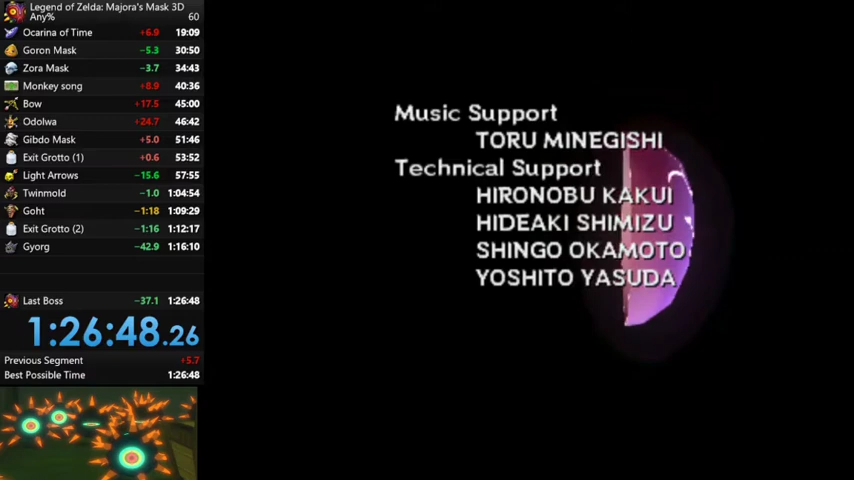 Legend of Zelda: Majora's Mask 3D
Any% 60
Ocarina of Time +6.9 19:09
Goron Mask −5.3 30:50
Zora Mask −3.7 34:43
Monkey song +8.9 40:36
Bow +17.5 45:00
Odolwa +24.7 46:42
Gibdo Mask +5.0 51:46
Exit Grotto (1) +0.6 53:52
Light Arrows −15.6 57:55
Twinmold −1.0 1:04:54
Goht −1:18 1:09:29
Exit Grotto (2) −1:16 1:12:17
Gyorg −42.9 1:16:10
Last Boss −37.1 1:26:48
1:26:48.26
Previous Segment +5.7
Best Possible Time 1:26:48
Music Support
TORU MINEGISHI
Technical Support
HIRONOBU KAKUI
HIDEAKI SHIMIZU
SHINGO OKAMOTO
YOSHITO YASUDA